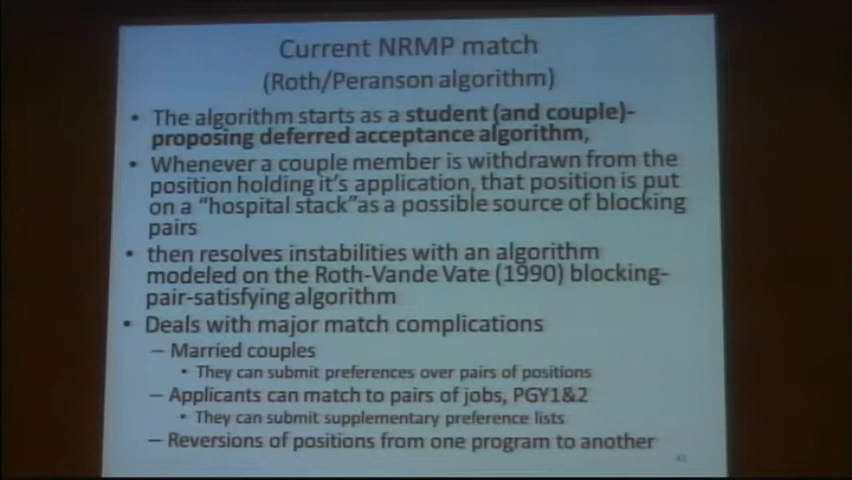 Current NRMP match
(Roth/Peranson algorithm)
• The algorithm starts as a student (and couple)-
proposing deferred acceptance algorithm,
• Whenever a couple member is withdrawn from the
position holding it's application, that position is put
on a "hospital stack"as a possible source of blocking
pairs
• then resolves instabilities with an algorithm
modeled on the Roth-Vande Vate (1990) blocking-
pair-satisfying algorithm
• Deals with major match complications
– Married couples
• They can submit preferences over pairs of positions
– Applicants can match to pairs of jobs, PGY1&2
• They can submit supplementary preference lists
– Reversions of positions from one program to another